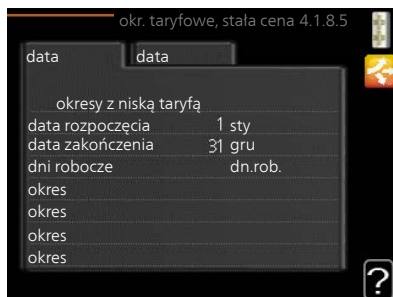 okr. taryfowe, stała cena 4.1.8.5
data data
okresy z niską taryfą
data rozpoczęcia 1 sty
data zakończenia 31 gru
dni robocze dn.rob.
okres
okres
okres
okres
?